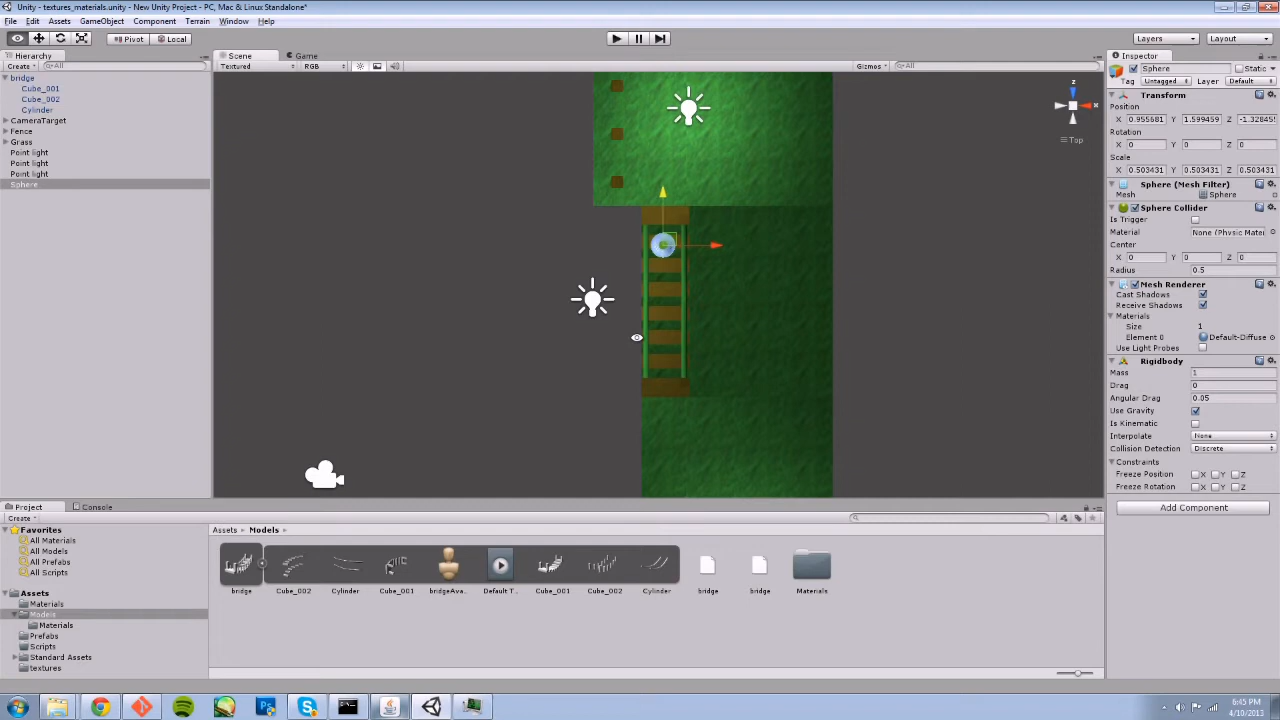 Unity - textures_materials.unity - New Unity Project - PC, Mac & Linux Standalone*
File Edit Assets GameObject Component Terrain Window Help
Pivot Local Layers Layout
Hierarchy
Create All
bridge
Cube_001
Cube_002
Cylinder
CameraTarget
Fence
Grass
Point light
Point light
Point light
Sphere
Scene Game
Textured RGB Gizmos All
z
x
Top
Inspector
Sphere Static
Tag Untagged Layer Default
Transform
Position
X 0.955681 Y 1.599459 Z -1.328455
Rotation
X 0 Y 0 Z 0
Scale
X 0.503431 Y 0.503431 Z 0.503431
Sphere (Mesh Filter)
Mesh Sphere
Sphere Collider
Is Trigger
Material None (Physic Mater
Center
X 0 Y 0 Z 0
Radius 0.5
Mesh Renderer
Cast Shadows
Receive Shadows
Materials
Size 1
Element 0 Default-Diffuse
Use Light Probes
Rigidbody
Mass 1
Drag 0
Angular Drag 0.05
Use Gravity
Is Kinematic
Interpolate None
Collision Detection Discrete
Constraints
Freeze Position X Y Z
Freeze Rotation X Y Z
Add Component
Project Console
Create
Favorites
All Materials
All Models
All Prefabs
All Scripts
Assets
Materials
Models
Materials
Prefabs
Scripts
Standard Assets
textures
Assets Models
bridge Cube_002 Cylinder Cube_001 bridgeAva... Default T... Cube_001 Cube_002 Cylinder bridge bridge Materials
6:45 PM
4/10/2013